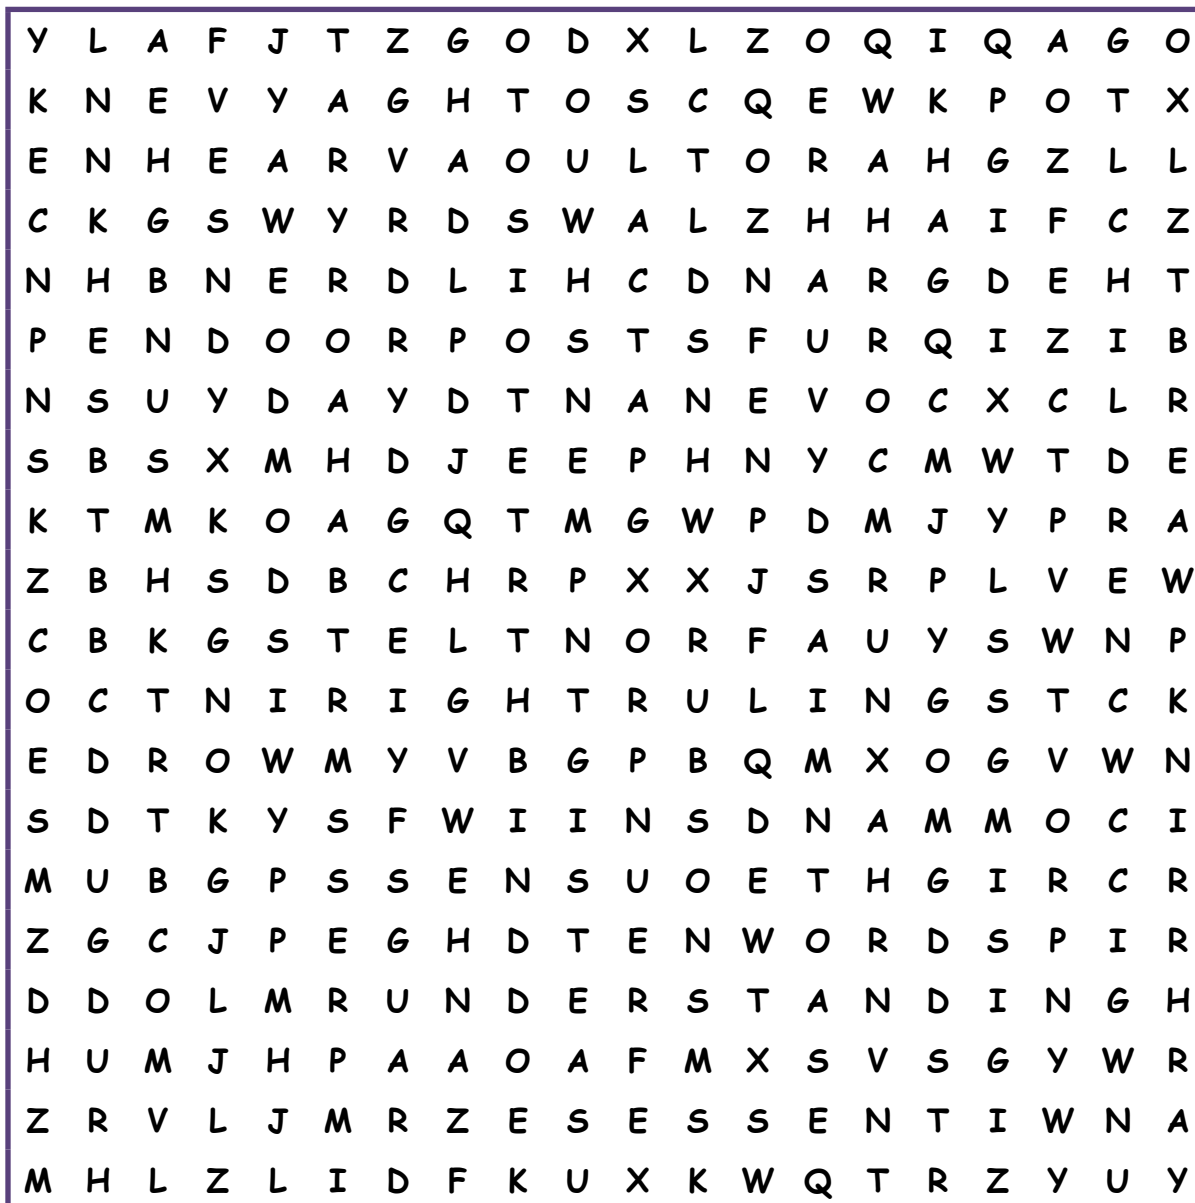 Y L A F J T Z G O D X L Z O Q I Q A G O
K N E V Y A G H T O S C Q E W K P O T X
E N H E A R V A O U L T O R A H G Z L L
C K G S W Y R D S W A L Z H H A I F C Z
N H B N E R D L I H C D N A R G D E H T
P E N D O O R P O S T S F U R Q I Z I B
N S U Y D A Y D T N A N E V O C X C L R
S B S X M H D J E E P H N Y C M W T D E
K T M K O A G Q T M G W P D M J Y P R A
Z B H S D B C H R P X X J S R P L V E W
C B K G S T E L T N O R F A U Y S W N P
O C T N I R I G H T R U L I N G S T C K
E D R O W M Y V B G P B Q M X O G V W N
S D T K Y S F W I I N S D N A M M O C I
M U B G P S S E N S U O E T H G I R C R
Z G C J P E G H D T E N W O R D S P I R
D D O L M R U N D E R S T A N D I N G H
H U M J H P A A O A F M X S V S G Y W R
Z R V L J M R Z E S E S S E N T I W N A
M H L Z L I D F K U X K W Q T R Z Y U Y